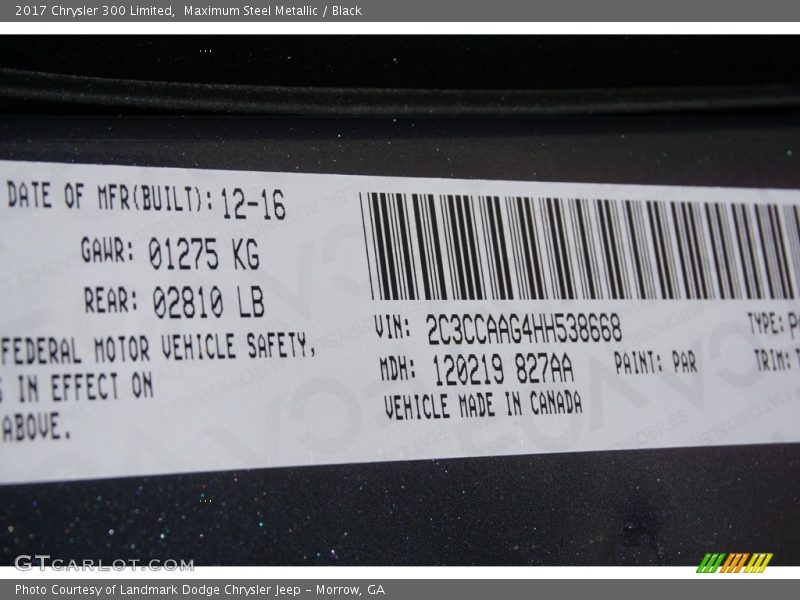 2017 Chrysler 300 Limited, Maximum Steel Metallic / Black
DATE OF MFR(BUILT): 12-16
GAWR: 01275 KG
REAR: 02810 LB
FEDERAL MOTOR VEHICLE SAFETY,
IN EFFECT ON
ABOVE.
VIN: 2C3CCAAG4HH538668
TYPE:
MDH: 120219 827AA
PAINT: PAR
TRIM:
VEHICLE MADE IN CANADA
GTCARLOT.COM
Photo Courtesy of Landmark Dodge Chrysler Jeep – Morrow, GA